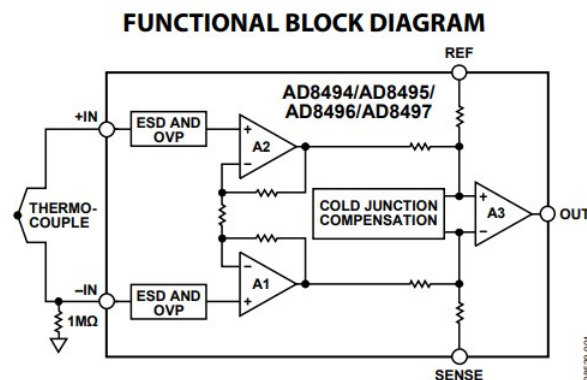 FUNCTIONAL BLOCK DIAGRAM
REF
AD8494/AD8495/
AD8496/AD8497
+IN
ESD AND
OVP
+
A2
–
THERMO-
COUPLE
COLD JUNCTION
COMPENSATION
+
A3
–
OUT
–
A1
+
–IN
ESD AND
OVP
1MΩ
SENSE